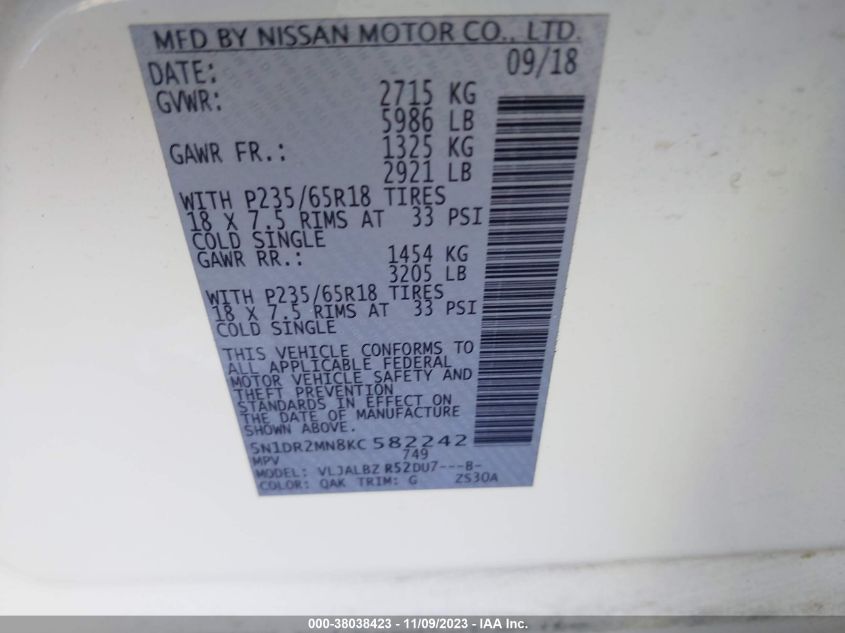 MFD BY NISSAN MOTOR CO., LTD.
DATE: 09/18
GVWR: 2715 KG
5986 LB
GAWR FR.: 1325 KG
2921 LB
WITH P235/65R18 TIRES
18 X 7.5 RIMS AT 33 PSI
COLD SINGLE
GAWR RR.: 1454 KG
3205 LB
WITH P235/65R18 TIRES
18 X 7.5 RIMS AT 33 PSI
COLD SINGLE
THIS VEHICLE CONFORMS TO
ALL APPLICABLE FEDERAL
MOTOR VEHICLE SAFETY AND
THEFT PREVENTION
STANDARDS IN EFFECT ON
THE DATE OF MANUFACTURE
SHOWN ABOVE.
5N1DR2MN8KC582242
MPV 749
MODEL: VLJALBZ R52DU7---B-
COLOR: QAK TRIM: G ZS30A
000-38038423 - 11/09/2023 - IAA Inc.